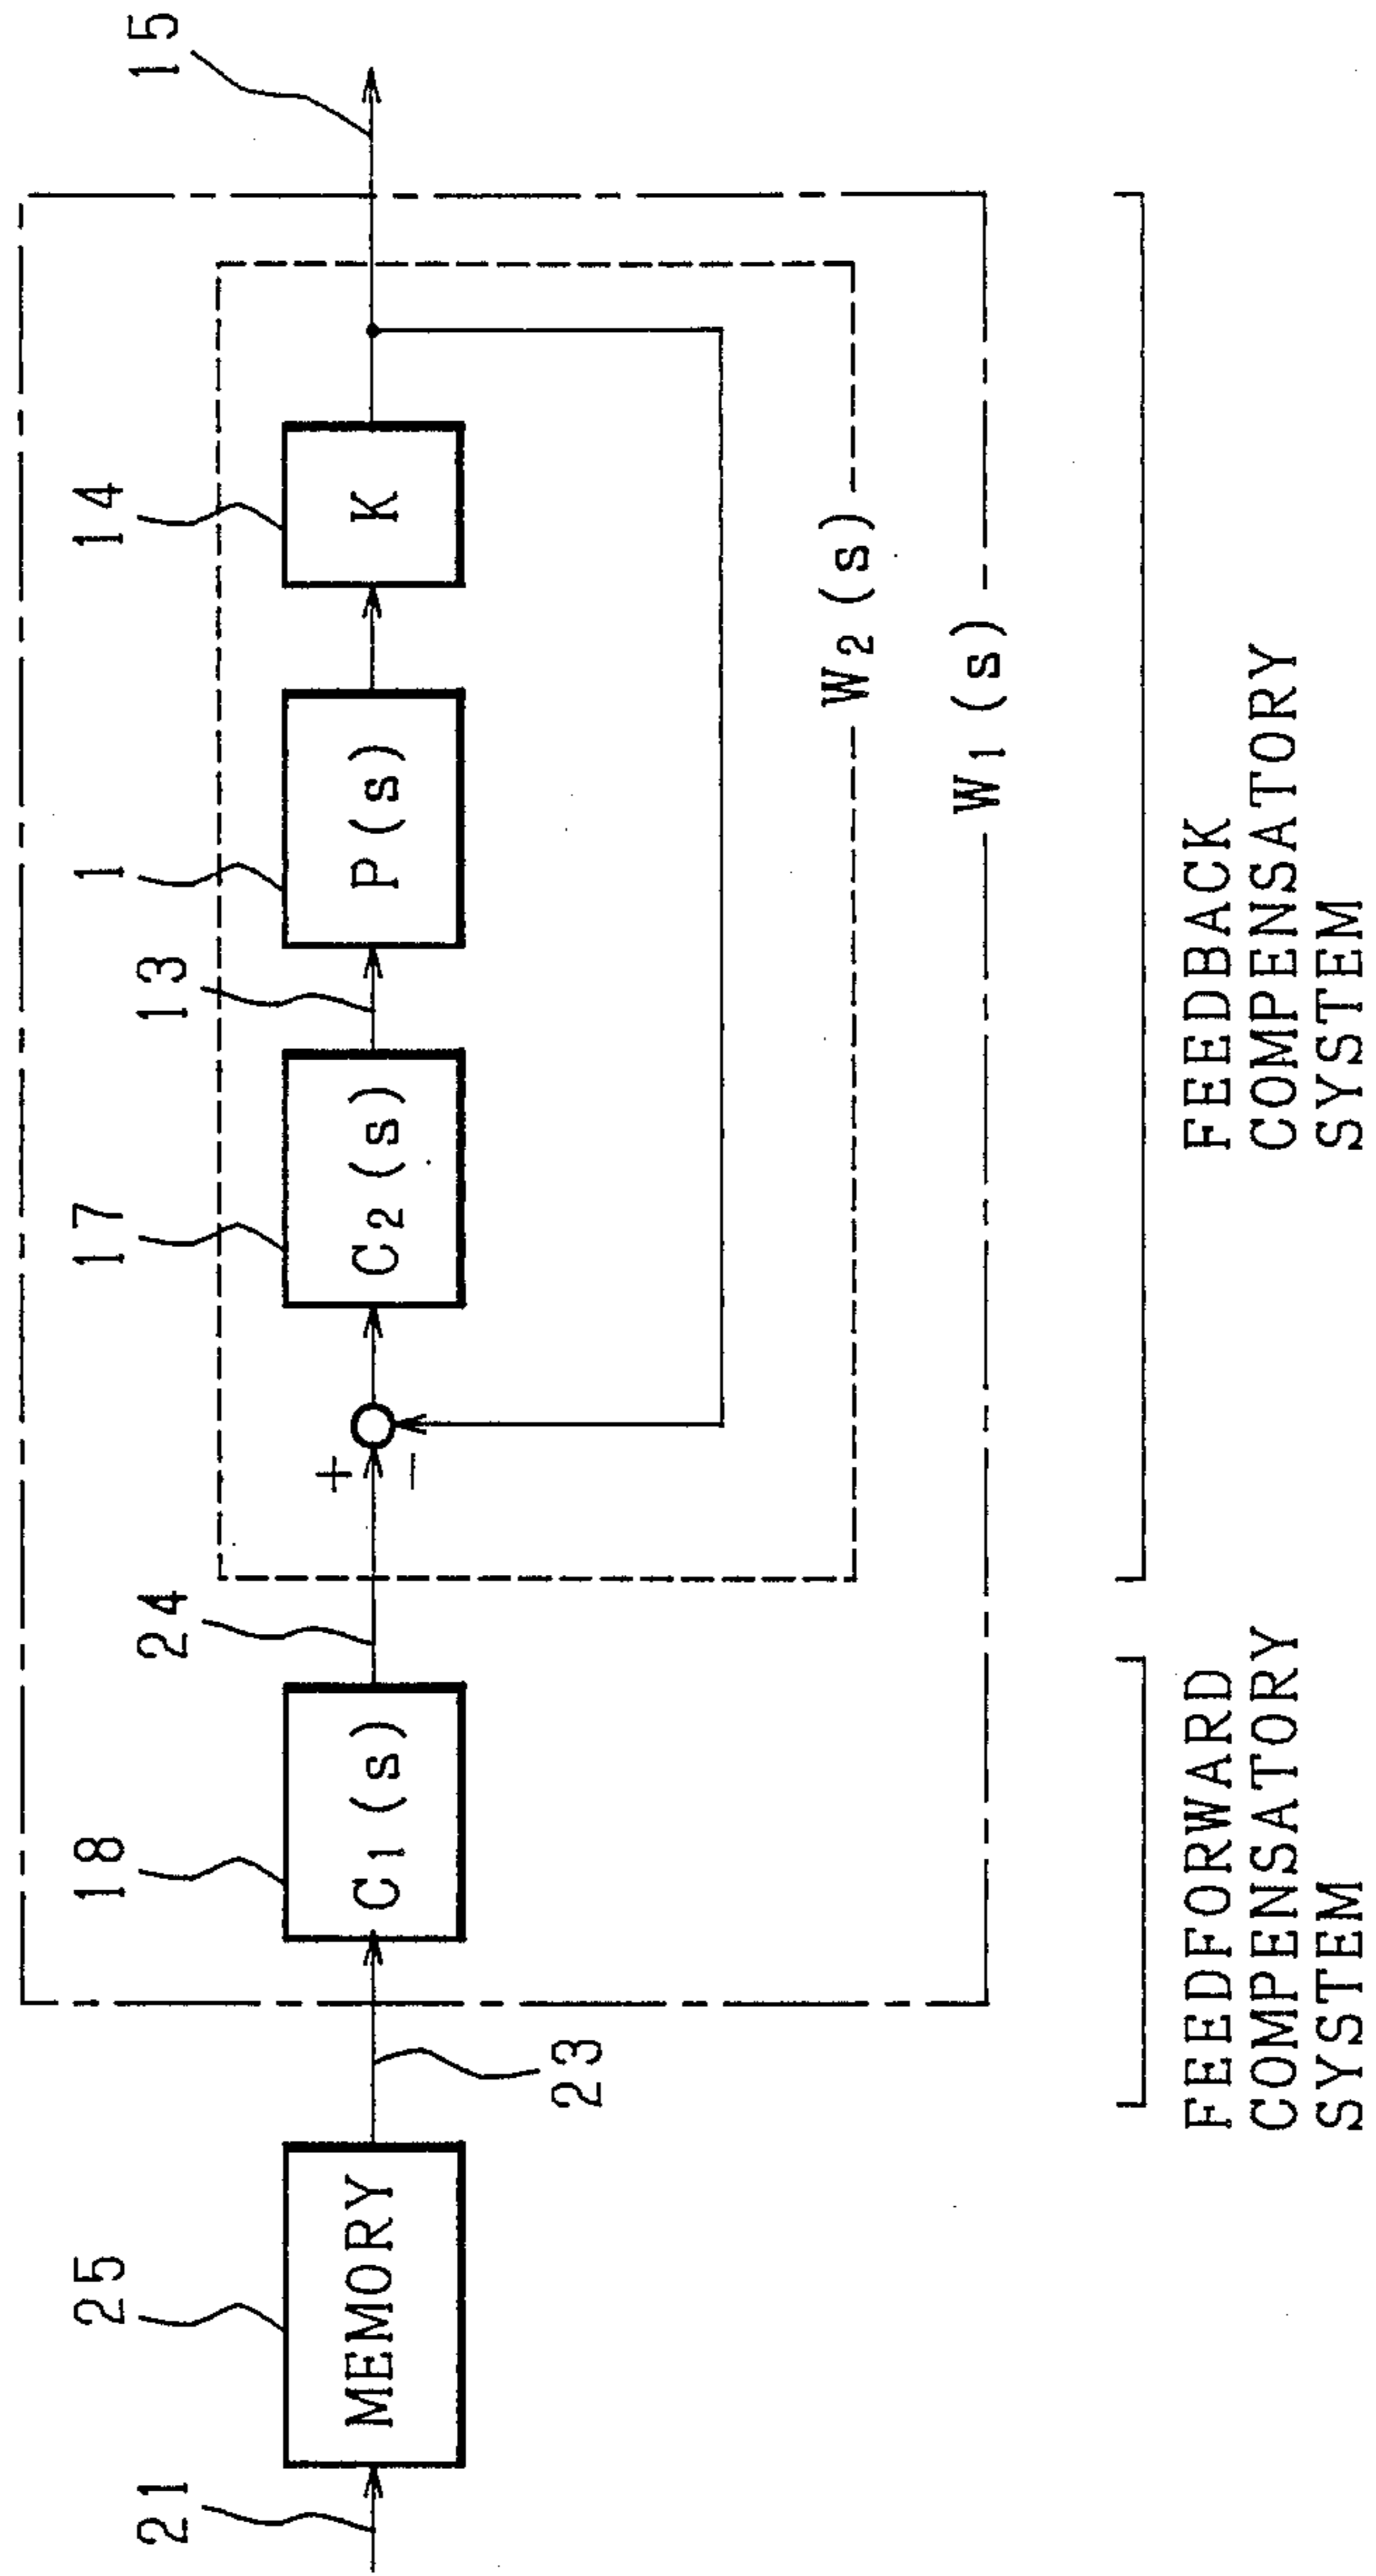 25
18
17
1
14
21
24
13
15
MEMORY
C1(s)
C2(s)
P(s)
K
+
−
23
W2(s)
W1(s)
FEEDFORWARD
COMPENSATORY
SYSTEM
FEEDBACK
COMPENSATORY
SYSTEM